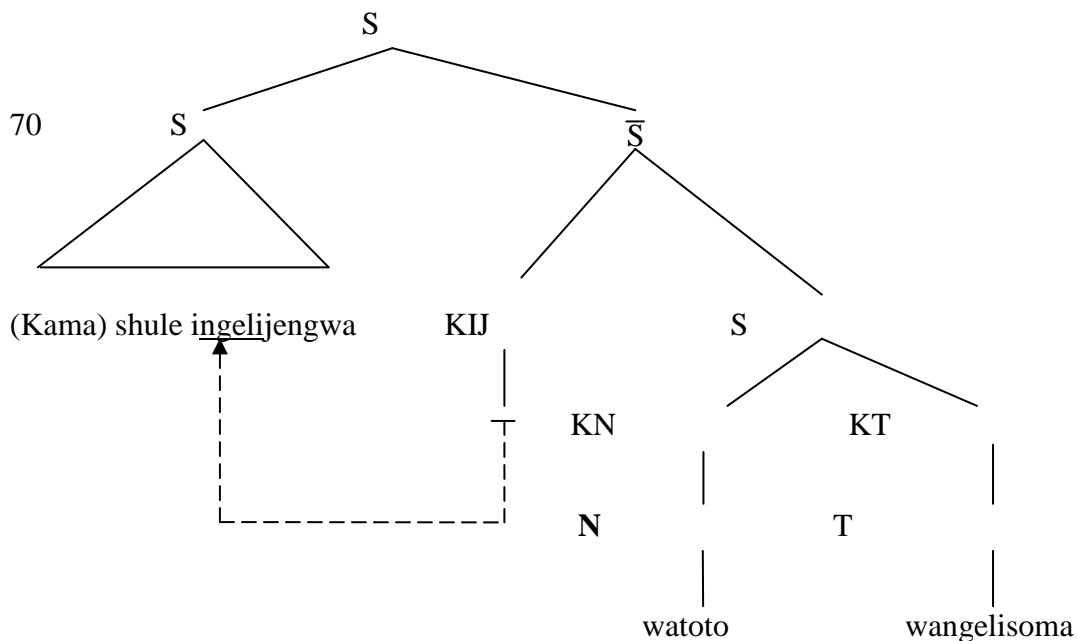 S
70 S S̅
(Kama) shule ingelijengwa KIJ S
KN KT
N T
watoto wangelisoma